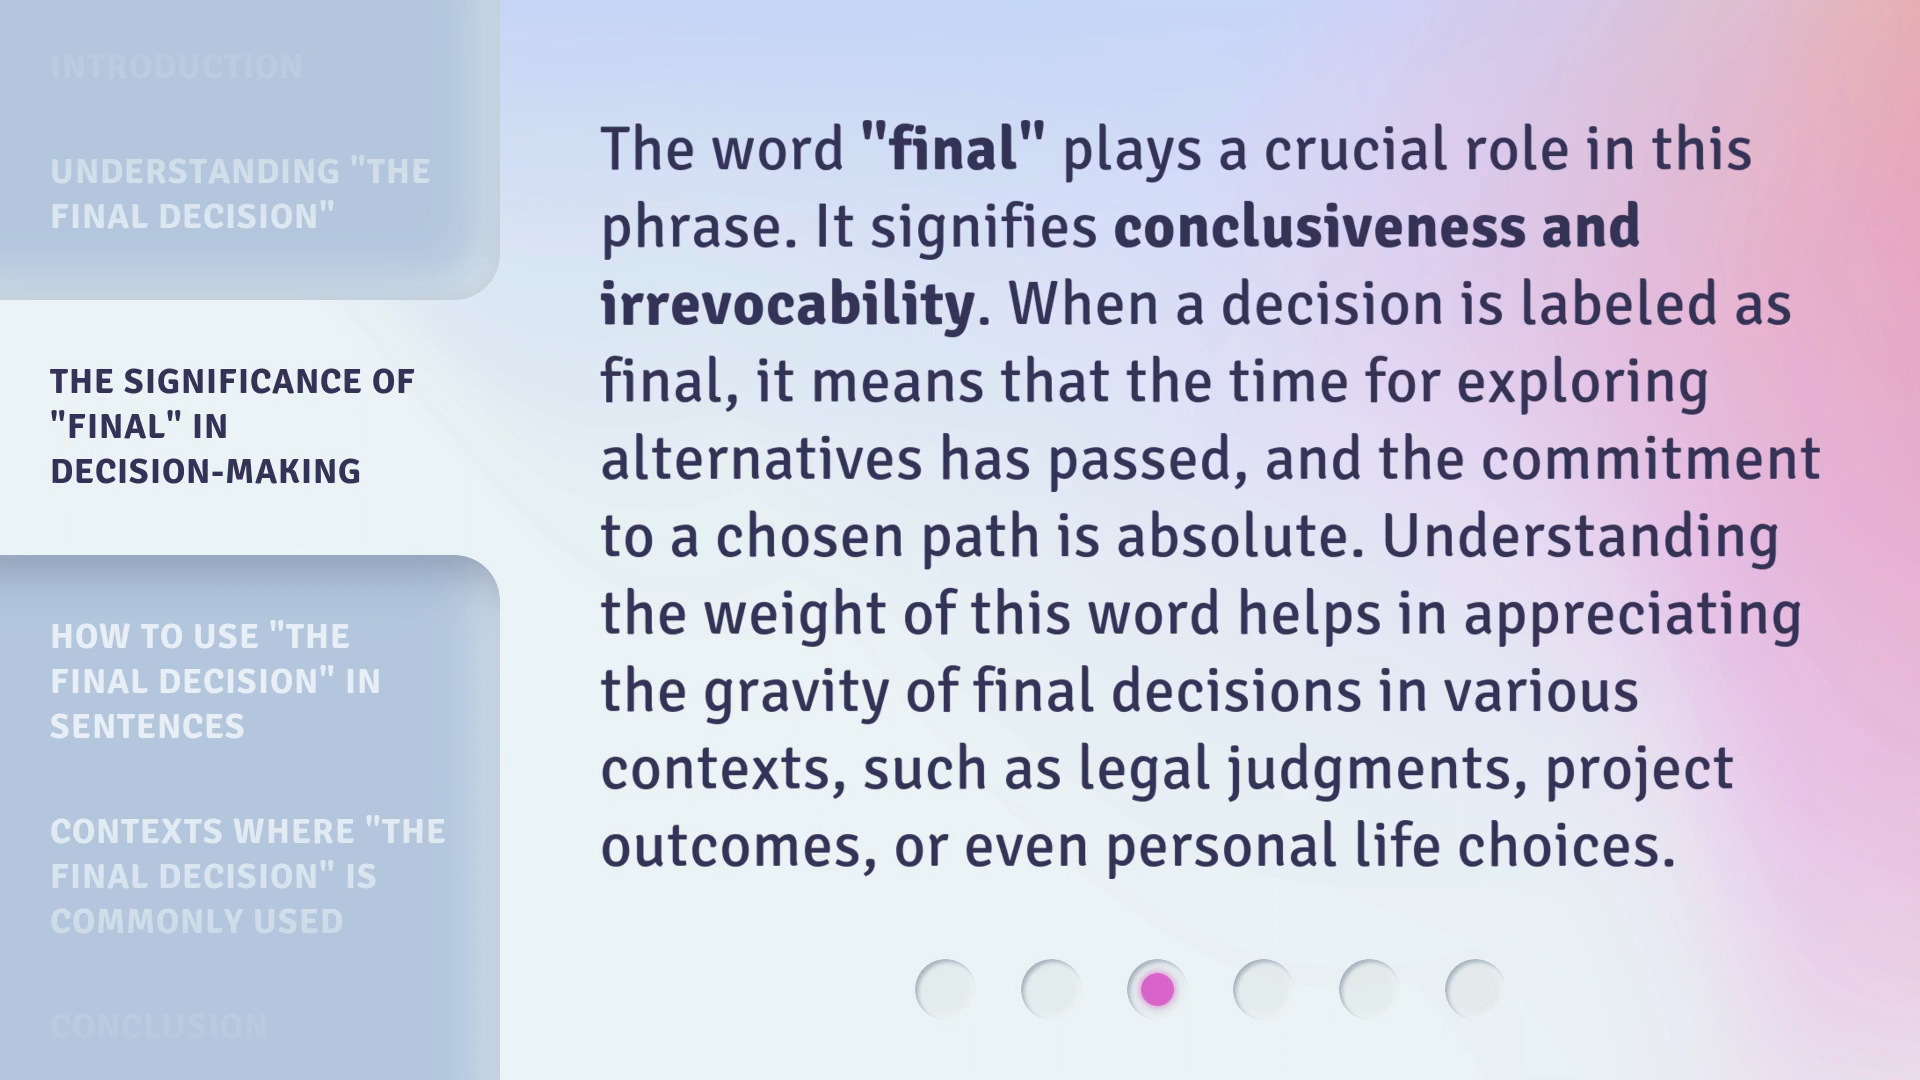 INTRODUCTION
UNDERSTANDING "THE
FINAL DECISION"
THE SIGNIFICANCE OF
"FINAL" IN
DECISION-MAKING
HOW TO USE "THE
FINAL DECISION" IN
SENTENCES
CONTEXTS WHERE "THE
FINAL DECISION" IS
COMMONLY USED
CONCLUSION
The word "final" plays a crucial role in this
phrase. It signifies conclusiveness and
irrevocability. When a decision is labeled as
final, it means that the time for exploring
alternatives has passed, and the commitment
to a chosen path is absolute. Understanding
the weight of this word helps in appreciating
the gravity of final decisions in various
contexts, such as legal judgments, project
outcomes, or even personal life choices.